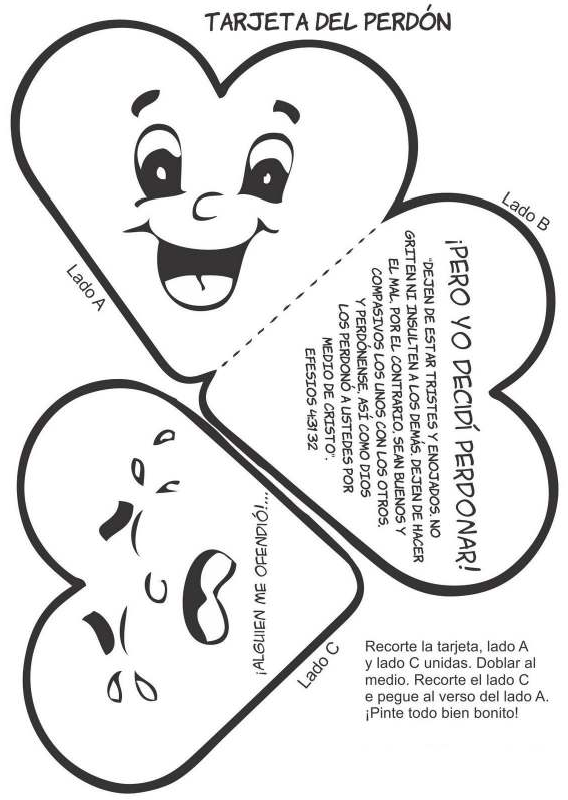 TARJETA DEL PERDÓN
Lado A
Lado B
¡PERO YO DECIDÍ PERDONAR!
"DEJEN DE ESTAR TRISTES Y ENOJADOS. NO
GRITEN NI INSULTEN A LOS DEMÁS. DEJEN DE HACER
EL MAL. POR EL CONTRARIO, SEAN BUENOS Y
COMPASIVOS LOS UNOS CON LOS OTROS,
Y PERDÓNENSE, ASÍ COMO DIOS
LOS PERDONÓ A USTEDES POR
MEDIO DE CRISTO".
EFESIOS 4:31 32
¡ALGUIEN ME OFENDIÓ!...
Lado C
Recorte la tarjeta, lado A
y lado C unidas. Doblar al
medio. Recorte el lado C
e pegue al verso del lado A.
¡Pinte todo bien bonito!